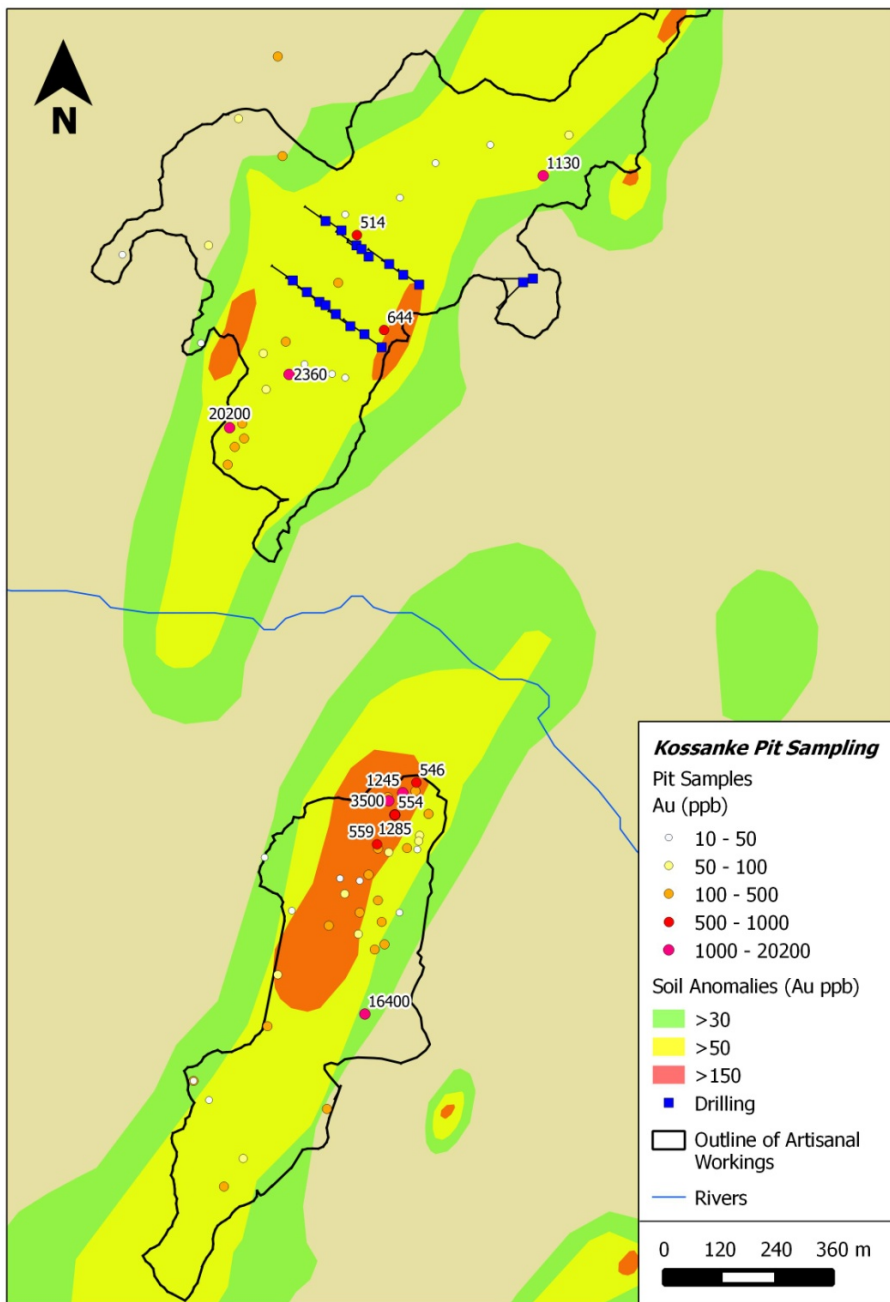 N
1130
514
644
2360
20200
546
1245
3500
554
1285
559
16400
Kossanke Pit Sampling
Pit Samples
Au (ppb)
10 - 50
50 - 100
100 - 500
500 - 1000
1000 - 20200
Soil Anomalies (Au ppb)
>30
>50
>150
Drilling
Outline of Artisanal
Workings
Rivers
0 120 240 360 m